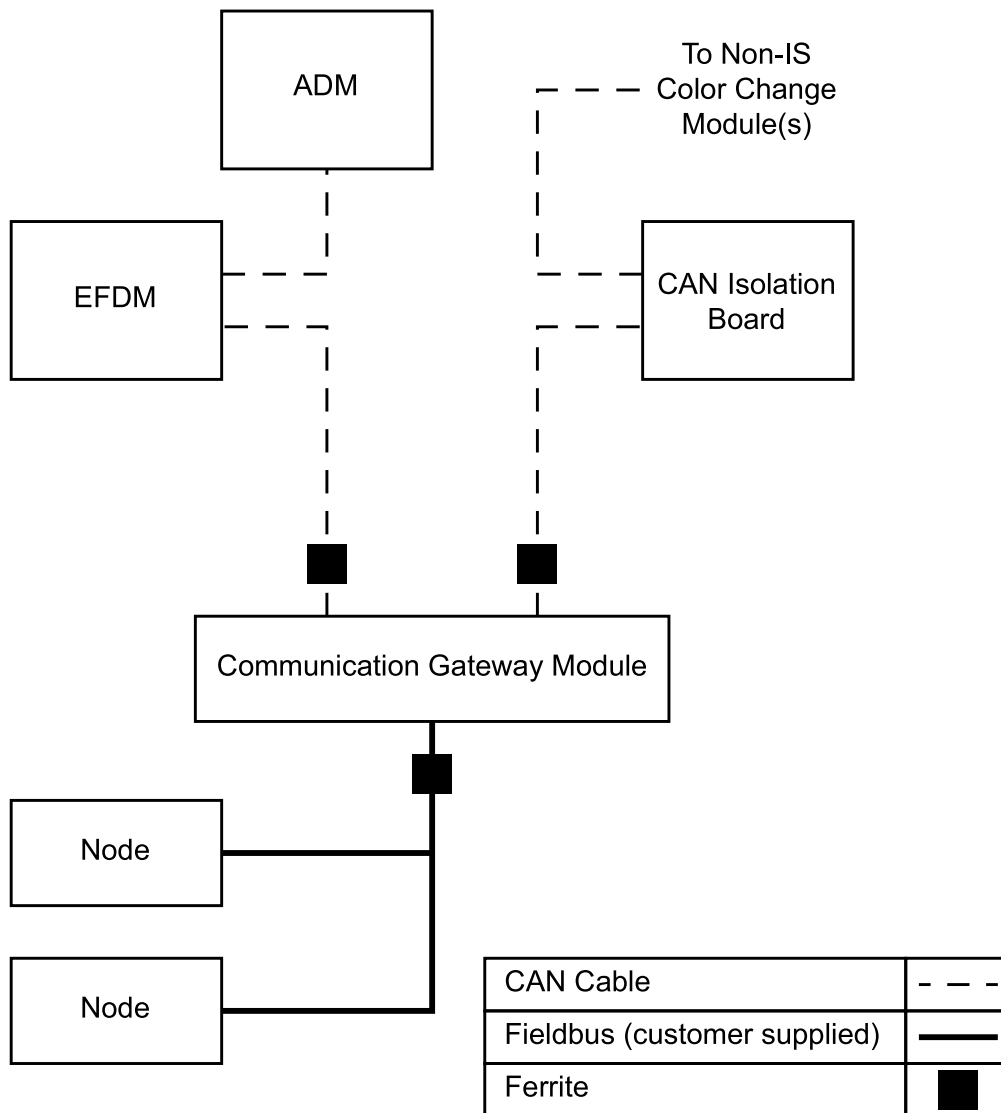 ADM
To Non-IS
Color Change
Module(s)
EFDM
CAN Isolation
Board
Communication Gateway Module
Node
Node
CAN Cable
Fieldbus (customer supplied)
Ferrite